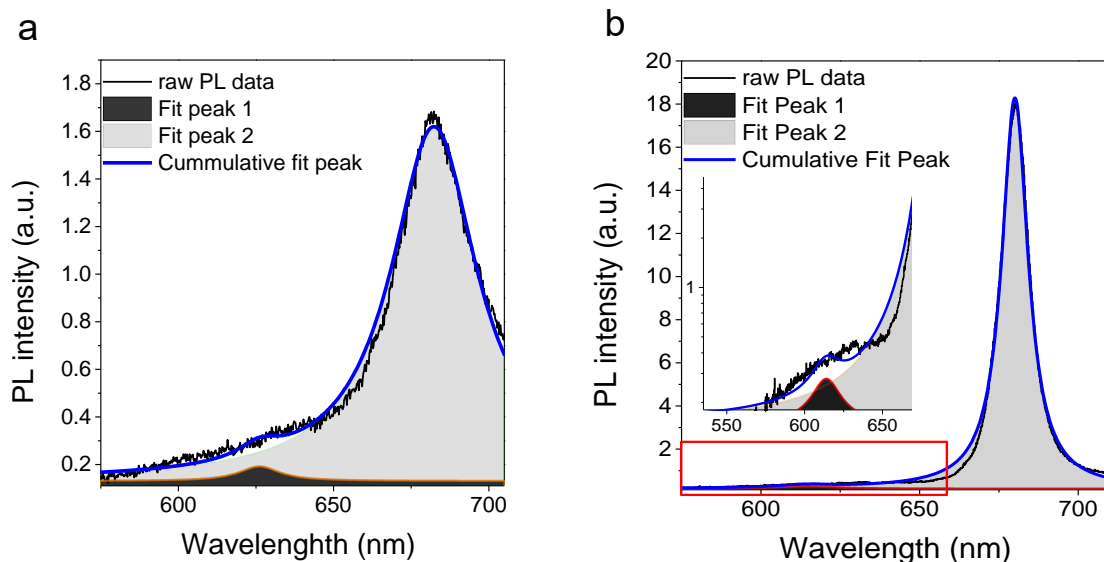 a
1.8
1.6
1.4
1.2
1.0
0.8
0.6
0.4
0.2
PL intensity (a.u.)
raw PL data
Fit peak 1
Fit peak 2
Cummulative fit peak
600
650
700
Wavelenghth (nm)
b
20
18
16
14
12
10
8
6
4
2
PL intensity (a.u.)
raw PL data
Fit Peak 1
Fit Peak 2
Cumulative Fit Peak
1
550
600
650
600
650
700
Wavelength (nm)